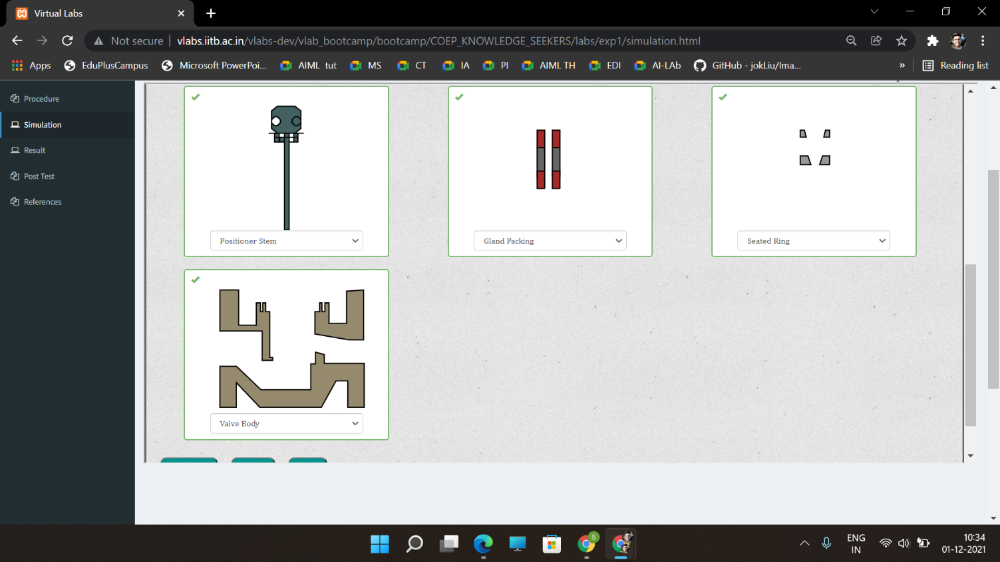 Virtual Labs
Not secure vlabs.iitb.ac.in/vlabs-dev/vlab_bootcamp/bootcamp/COEP_KNOWLEDGE_SEEKERS/labs/exp1/simulation.html
Apps EduPlusCampus Microsoft PowerPoi... AIML tut MS CT IA PI AIML TH EDI AI-LAb GitHub - jokLiu/Ima... » Reading list
Procedure
Simulation
Result
Post Test
References
Positioner Stem Gland Packing Seated Ring
Valve Body
S
ENG
IN
10:34
01-12-2021